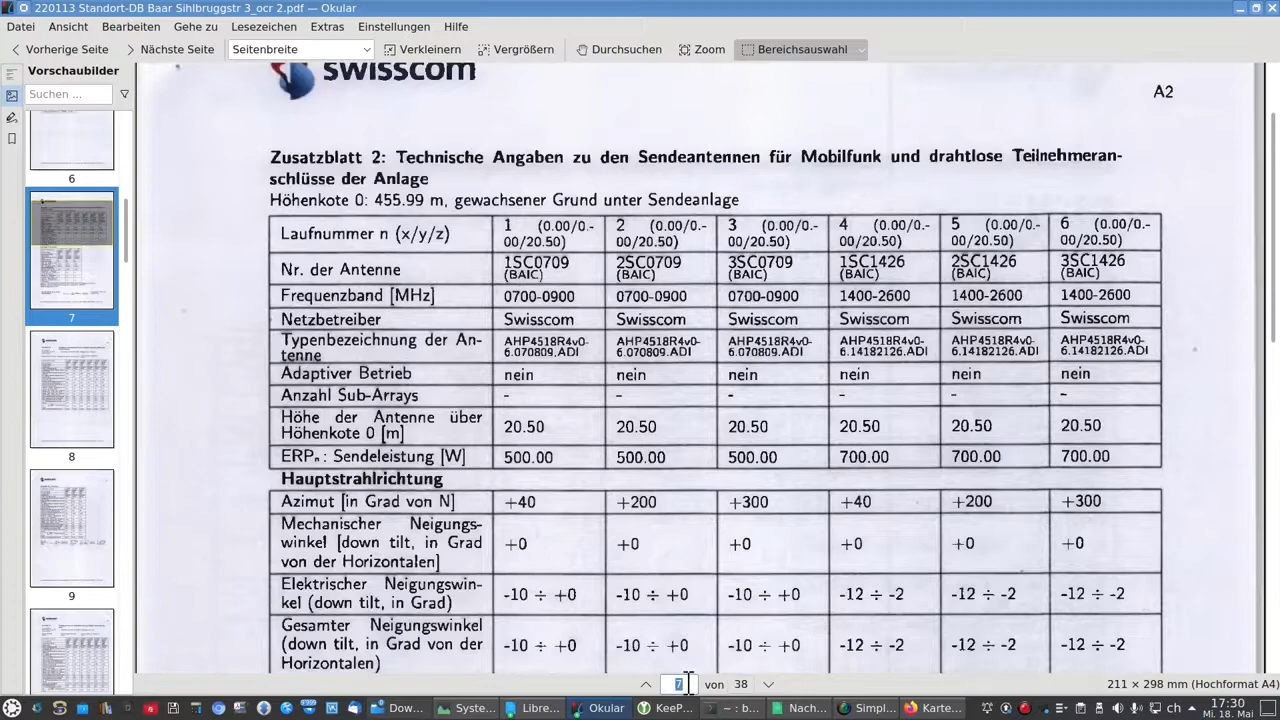 220113 Standort-DB Baar Sihlbruggstr 3_ocr 2.pdf — Okular
Datei Ansicht Bearbeiten Gehe zu Lesezeichen Extras Einstellungen Hilfe
Vorherige Seite Nächste Seite Seitenbreite Verkleinern Vergrößern Durchsuchen Zoom Bereichsauswahl
Vorschaubilder
Suchen ...
6
7
8
9
swisscom
A2
Zusatzblatt 2: Technische Angaben zu den Sendeantennen für Mobilfunk und drahtlose Teilnehmeran-
schlüsse der Anlage
Höhenkote 0: 455.99 m, gewachsener Grund unter Sendeanlage
Laufnummer n (x/y/z) 1 (0.00/0.-00/20.50) 2 (0.00/0.-00/20.50) 3 (0.00/0.-00/20.50) 4 (0.00/0.-00/20.50) 5 (0.00/0.-00/20.50) 6 (0.00/0.-00/20.50)
Nr. der Antenne 1SC0709 (BAIC) 2SC0709 (BAIC) 3SC0709 (BAIC) 1SC1426 (BAIC) 2SC1426 (BAIC) 3SC1426 (BAIC)
Frequenzband [MHz] 0700-0900 0700-0900 0700-0900 1400-2600 1400-2600 1400-2600
Netzbetreiber Swisscom Swisscom Swisscom Swisscom Swisscom Swisscom
Typenbezeichnung der An-tenne AHP4518R4v0-6.070809.ADI AHP4518R4v0-6.070809.ADI AHP4518R4v0-6.070809.ADI AHP4518R4v0-6.14182126.ADI AHP4518R4v0-6.14182126.ADI AHP4518R4v0-6.14182126.ADI
Adaptiver Betrieb nein nein nein nein nein nein
Anzahl Sub-Arrays - - - - - -
Höhe der Antenne über Höhenkote 0 [m] 20.50 20.50 20.50 20.50 20.50 20.50
ERPₙ: Sendeleistung [W] 500.00 500.00 500.00 700.00 700.00 700.00
Hauptstrahlrichtung
Azimut [in Grad von N] +40 +200 +300 +40 +200 +300
Mechanischer Neigungs-winkel [down tilt, in Grad von der Horizontalen] +0 +0 +0 +0 +0 +0
Elektrischer Neigungswin-kel (down tilt, in Grad) -10 ÷ +0 -10 ÷ +0 -10 ÷ +0 -12 ÷ -2 -12 ÷ -2 -12 ÷ -2
Gesamter Neigungswinkel (down tilt, in Grad von der Horizontalen) -10 ÷ +0 -10 ÷ +0 -10 ÷ +0 -12 ÷ -2 -12 ÷ -2 -12 ÷ -2
7 von 38
211 × 298 mm (Hochformat A4)
Dow... Syste... Libre... Okular KeeP... ~ : b... Nach... Simpl... Karte... ch 17:30
Mi. 18. Mai